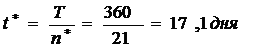 t* = T / n* = 360 / 21 = 17 ,1 дня